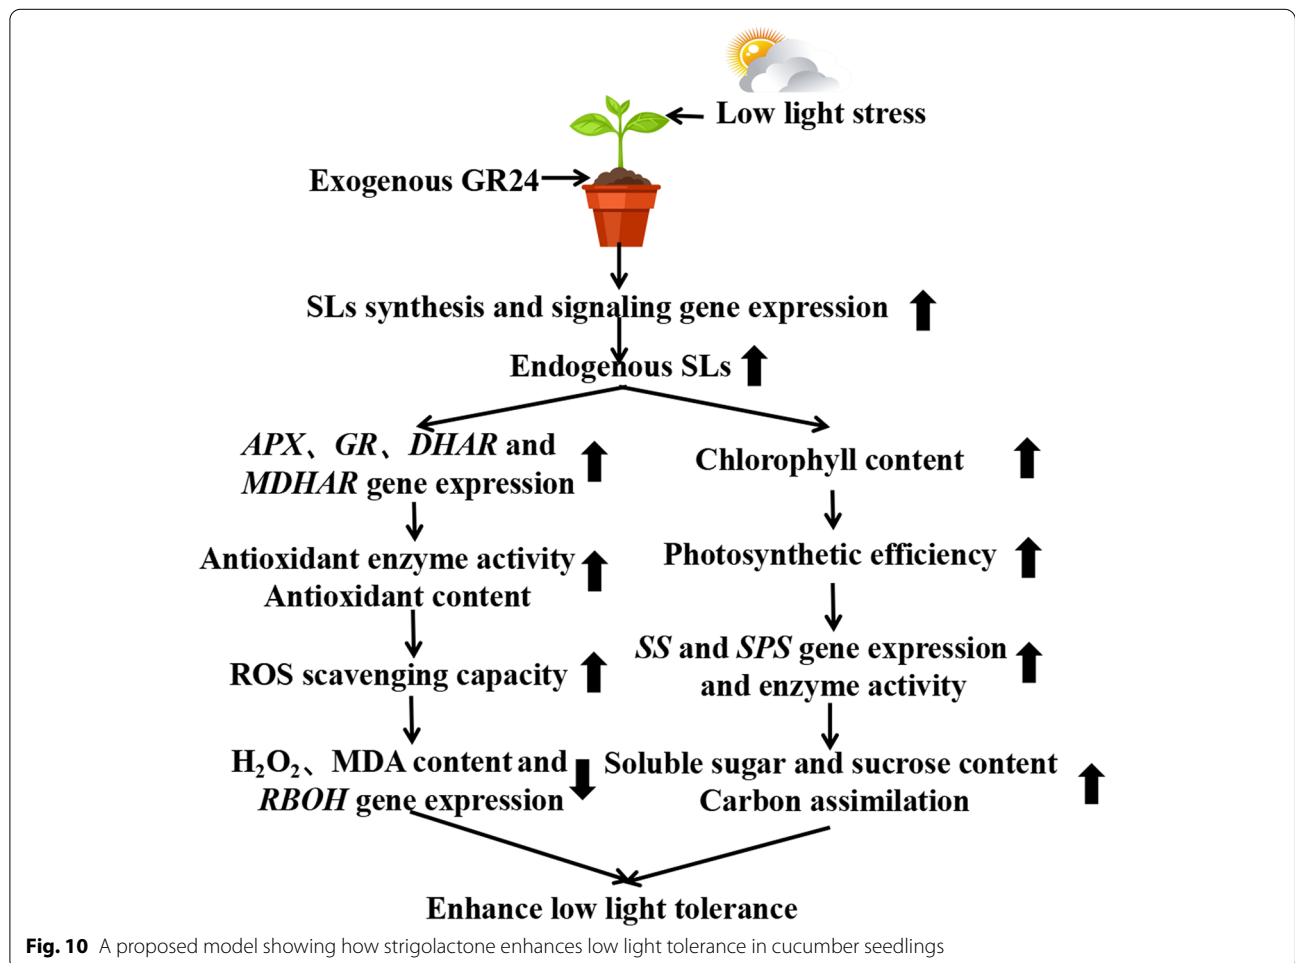 Low light stress
Exogenous GR24
SLs synthesis and signaling gene expression
Endogenous SLs
APX、GR、DHAR and
MDHAR gene expression
Antioxidant enzyme activity
Antioxidant content
ROS scavenging capacity
H₂O₂、MDA content and
RBOH gene expression
Chlorophyll content
Photosynthetic efficiency
SS and SPS gene expression
and enzyme activity
Soluble sugar and sucrose content
Carbon assimilation
Enhance low light tolerance
Fig. 10 A proposed model showing how strigolactone enhances low light tolerance in cucumber seedlings